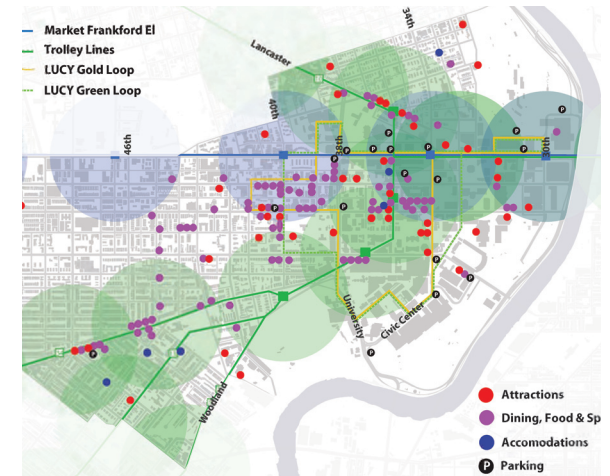 Market Frankford El
Trolley Lines
LUCY Gold Loop
LUCY Green Loop
34th
Lancaster
40th
38th
46th
30th
University
Civic Center
Woodland
Attractions
Dining, Food & Sp
Accomodations
P Parking